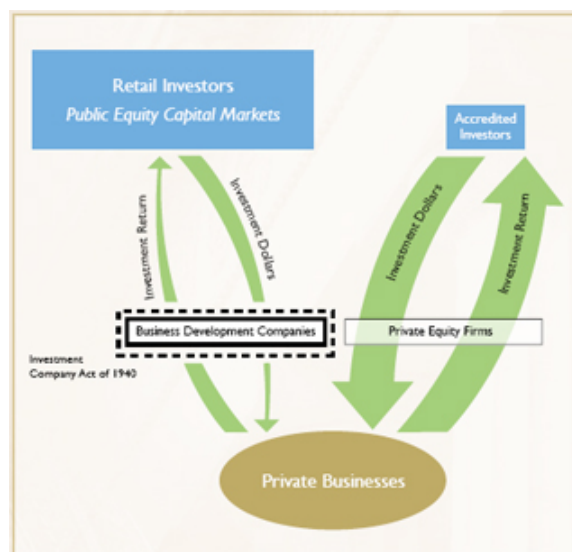 Retail Investors
Public Equity Capital Markets
Accredited
Investors
Investment Return
Investment Dollars
Investment Dollars
Investment Return
Business Development Companies
Private Equity Firms
Investment
Company Act of 1940
Private Businesses